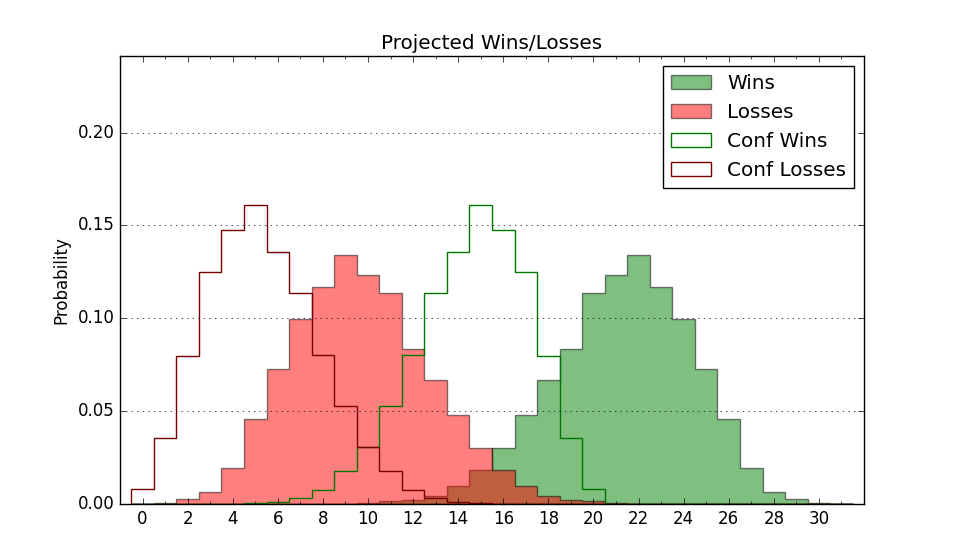 Projected Wins/Losses
Wins
Losses
Conf Wins
Conf Losses
Probability
0.20
0.15
0.10
0.05
0.00
0 2 4 6 8 10 12 14 16 18 20 22 24 26 28 30